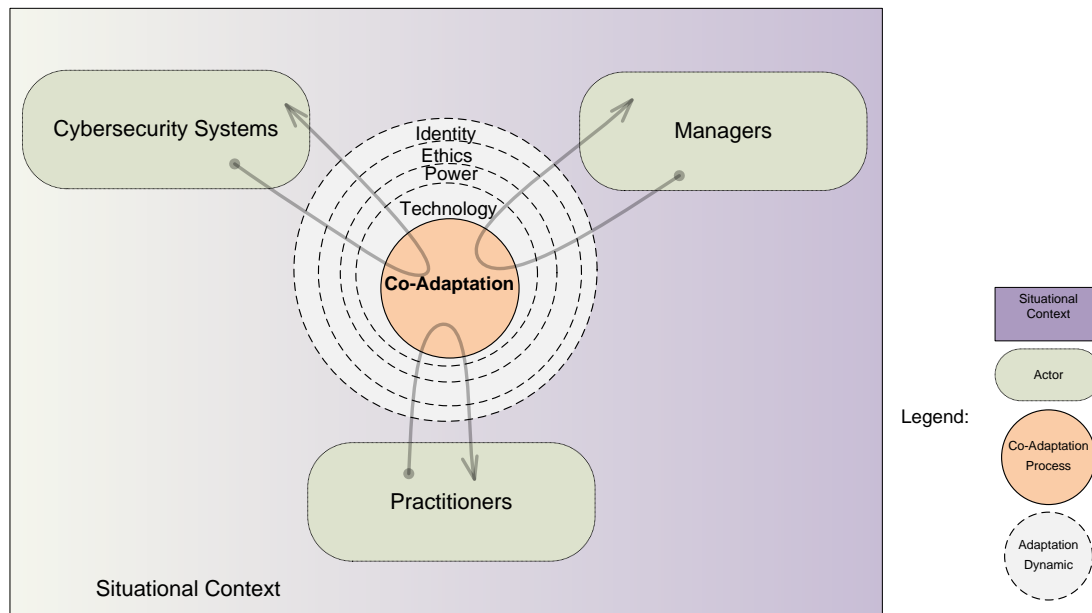 Cybersecurity Systems
Managers
Identity
Ethics
Power
Technology
Co-Adaptation
Practitioners
Situational Context
Legend:
Situational
Context
Actor
Co-Adaptation
Process
Adaptation
Dynamic